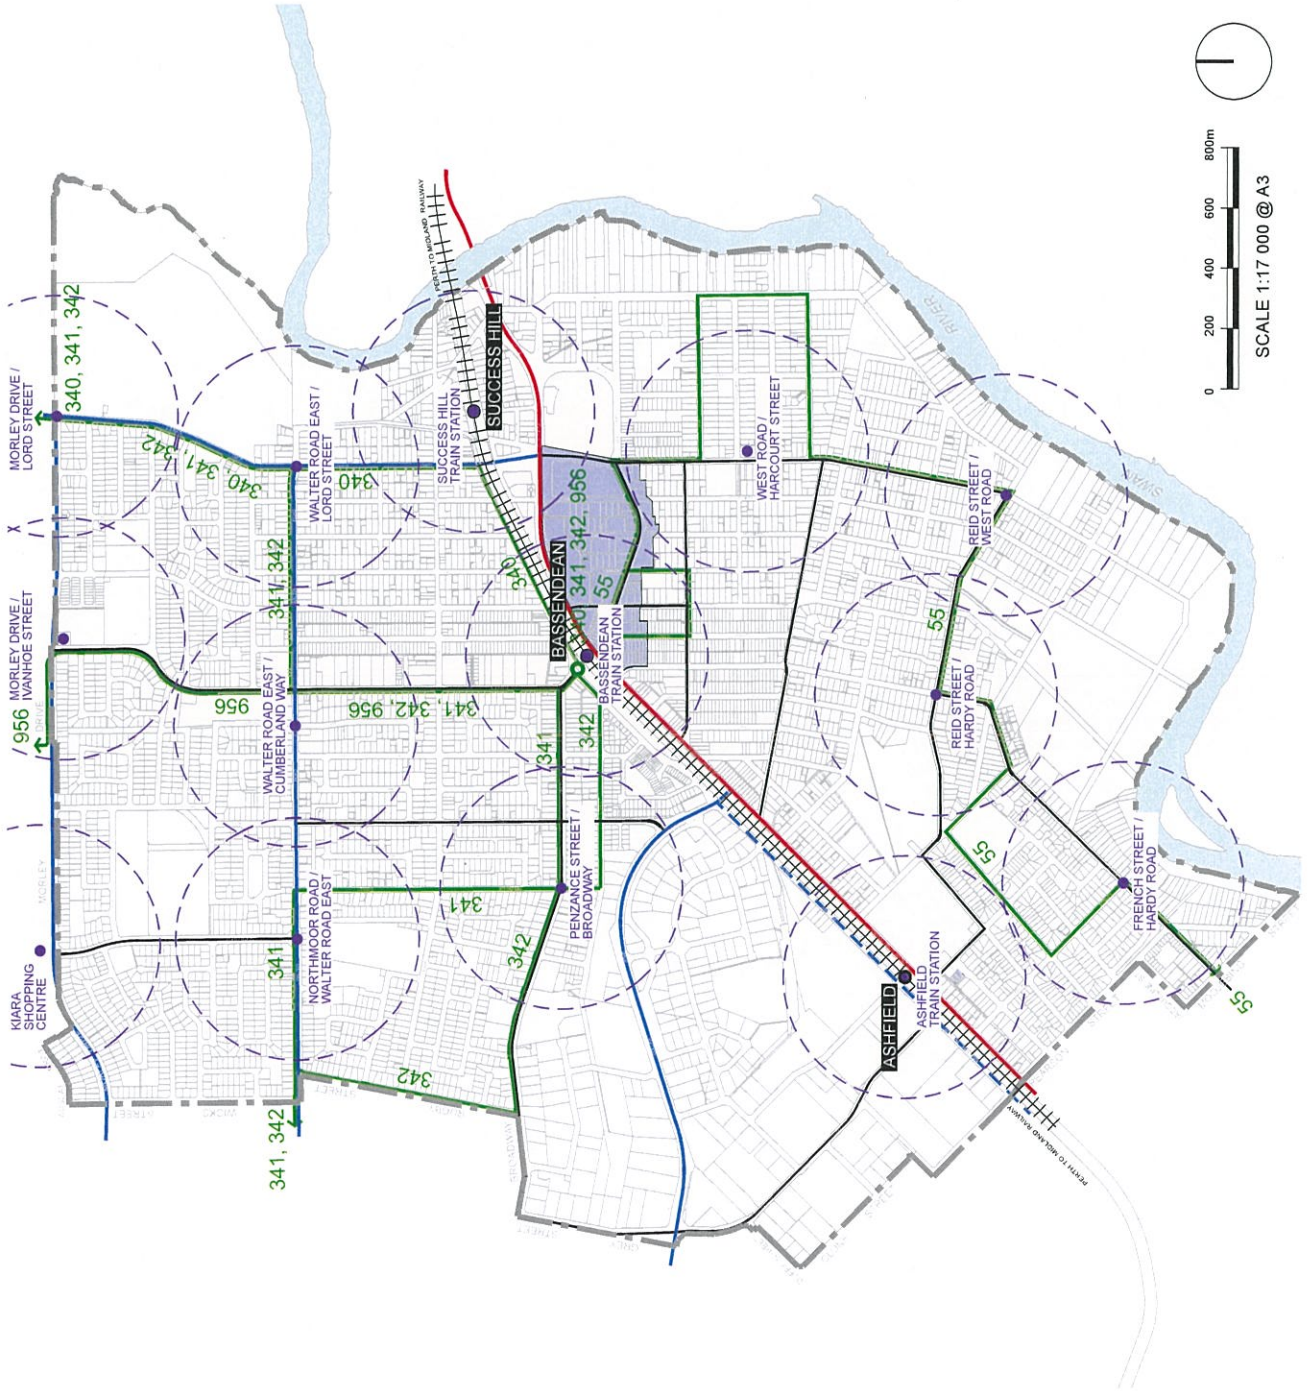 MORLEY DRIVE /
LORD STREET
340, 341, 342
MORLEY DRIVE /
IVANHOE STREET
956
KIARA
SHOPPING
CENTRE
MORLEY
DRIVE
340, 341, 342
WALTER ROAD EAST /
LORD STREET
341, 342
340
956
WALTER ROAD EAST /
CUMBERLAND WAY
341, 342, 956
NORTHMOOR ROAD /
WALTER ROAD EAST
341
341, 342
STREET
341
342
342
PENZANCE STREET /
BROADWAY
341
342
BROADWAY
STREET
PERTH TO MIDLAND RAILWAY
SUCCESS HILL
SUCCESS HILL
TRAIN STATION
340
BASSENDEAN
341, 342, 956
55
BASSENDEAN
TRAIN STATION
WEST ROAD /
HARCOURT STREET
REID STREET /
WEST ROAD
55
REID STREET /
HARDY ROAD
55
FRENCH STREET /
HARDY ROAD
55
ASHFIELD
ASHFIELD
TRAIN STATION
PERTH TO MIDLAND RAILWAY
SWAN
RIVER
0 200 400 600 800m
SCALE 1:17 000 @ A3